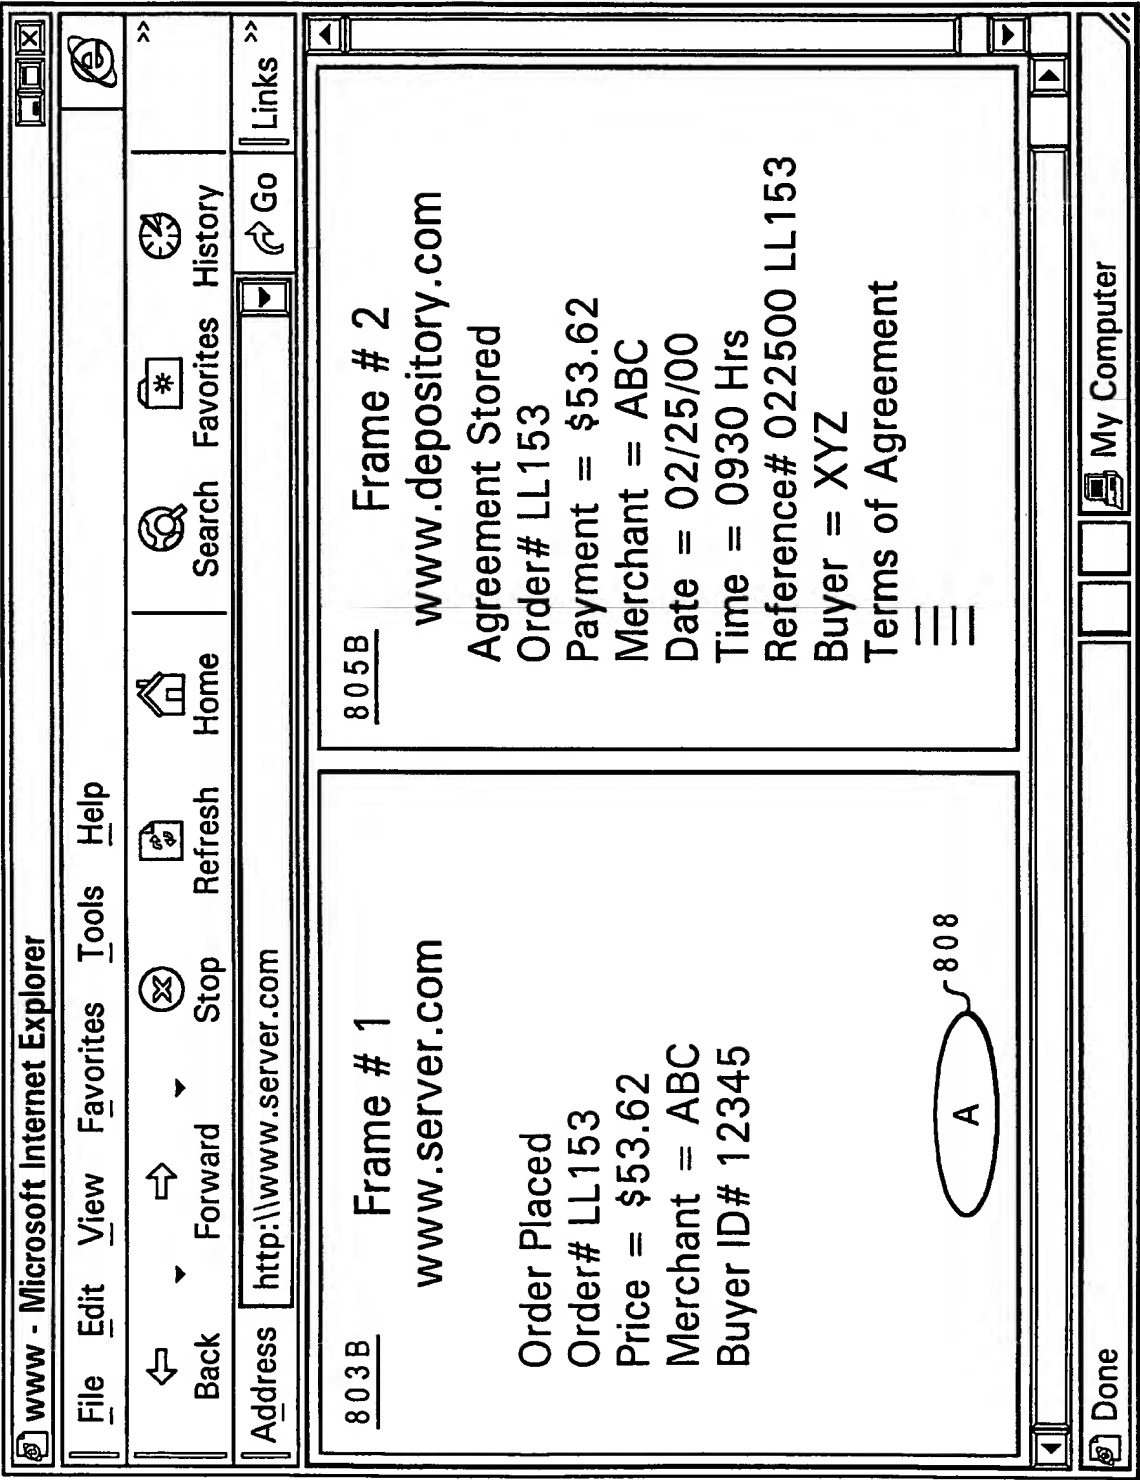 www - Microsoft Internet Explorer
File Edit View Favorites Tools Help
Back Forward Stop Refresh Home Search Favorites History >>
Address http:\\www.server.com Go Links >>
803B
Frame # 1
www.server.com
Order Placed
Order# LL153
Price = $53.62
Merchant = ABC
Buyer ID# 12345
A
808
805B
Frame # 2
www.depository.com
Agreement Stored
Order# LL153
Payment = $53.62
Merchant = ABC
Date = 02/25/00
Time = 0930 Hrs
Reference# 022500 LL153
Buyer = XYZ
Terms of Agreement
Done
My Computer